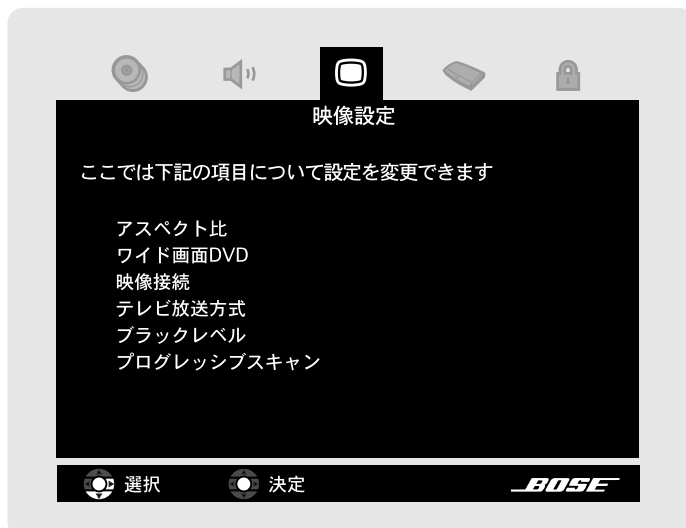 映像設定
ここでは下記の項目について設定を変更できます
アスペクト比
ワイド画面DVD
映像接続
テレビ放送方式
ブラックレベル
プログレッシブスキャン
選択 決定 BOSE